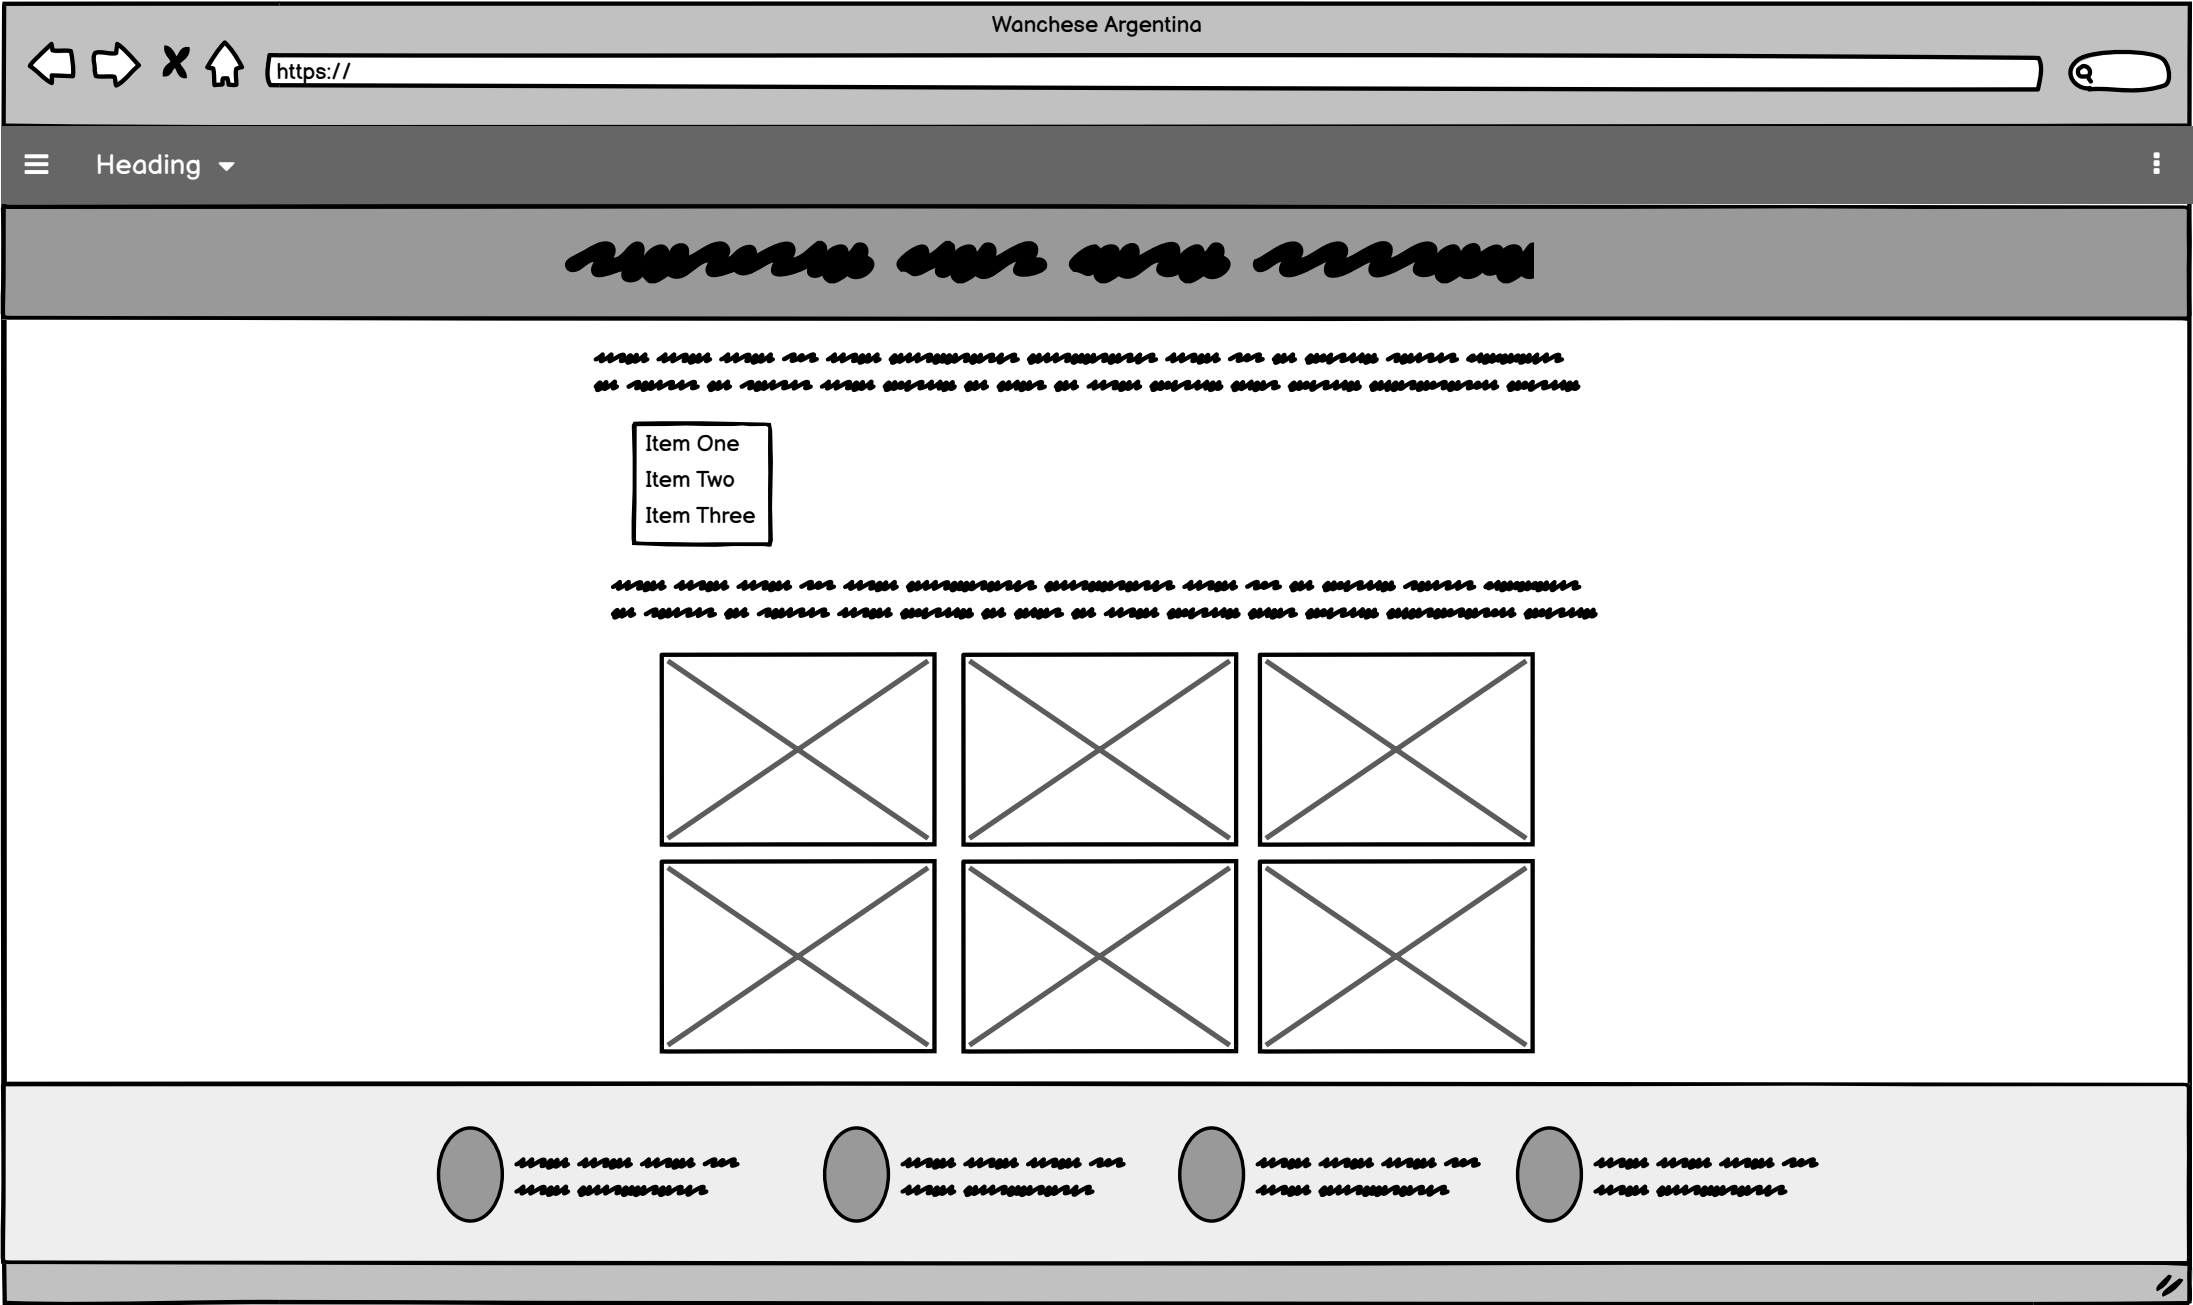 Wanchese Argentina
https://
Heading
Item One
Item Two
Item Three